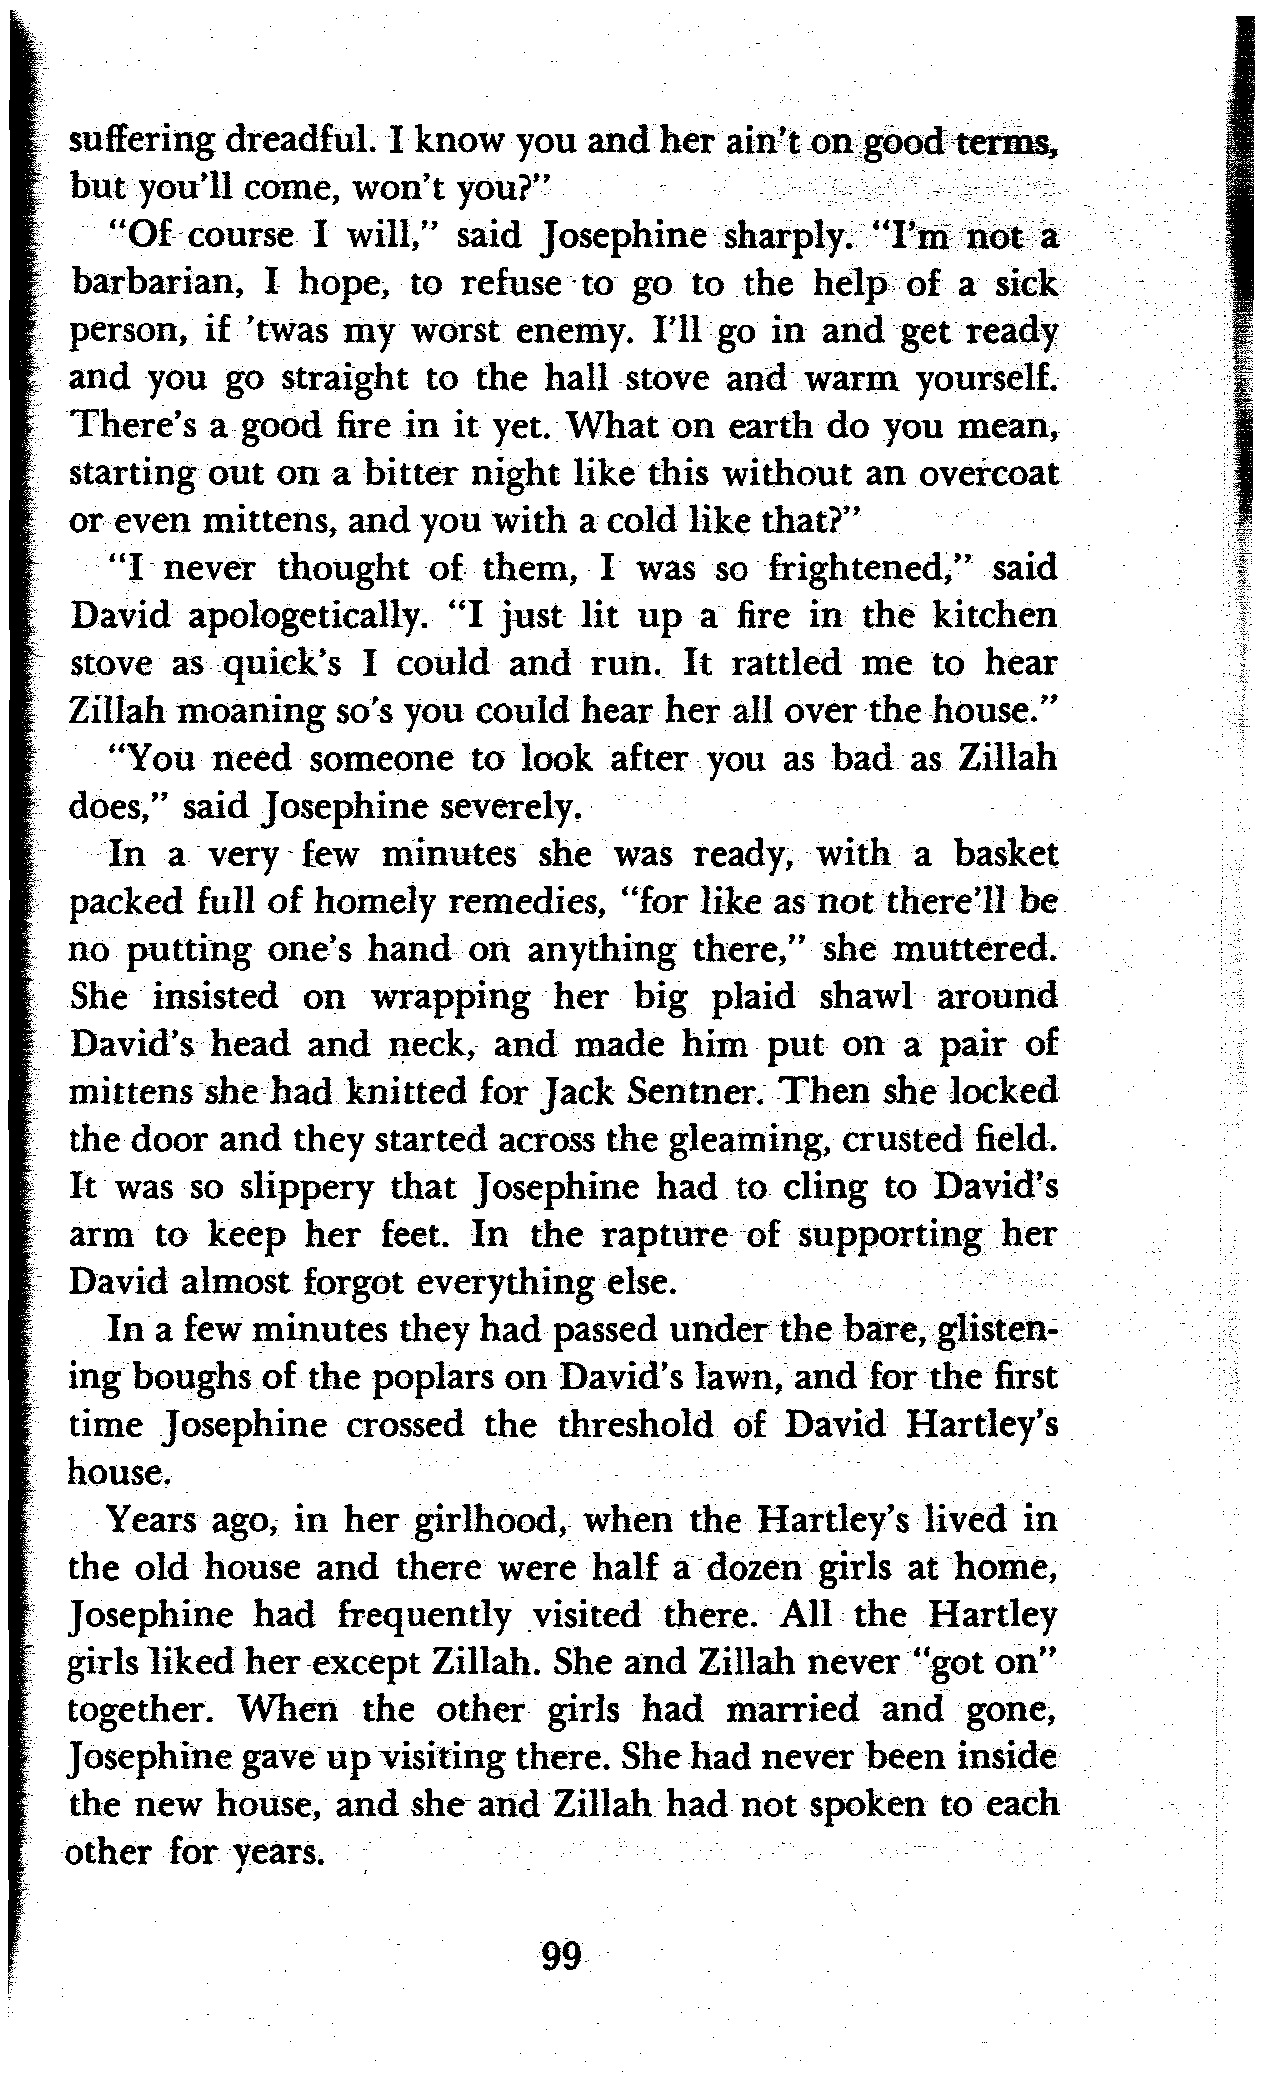 suffering dreadful. I know you and her ain't on good terms,
but you'll come, won't you?"
"Of course I will," said Josephine sharply. "I'm not a
barbarian, I hope, to refuse to go to the help of a sick
person, if 'twas my worst enemy. I'll go in and get ready
and you go straight to the hall stove and warm yourself.
There's a good fire in it yet. What on earth do you mean,
starting out on a bitter night like this without an overcoat
or even mittens, and you with a cold like that?"
"I never thought of them, I was so frightened," said
David apologetically. "I just lit up a fire in the kitchen
stove as quick's I could and run. It rattled me to hear
Zillah moaning so's you could hear her all over the house."
"You need someone to look after you as bad as Zillah
does," said Josephine severely.
In a very few minutes she was ready, with a basket
packed full of homely remedies, "for like as not there'll be
no putting one's hand on anything there," she muttered.
She insisted on wrapping her big plaid shawl around
David's head and neck, and made him put on a pair of
mittens she had knitted for Jack Sentner. Then she locked
the door and they started across the gleaming, crusted field.
It was so slippery that Josephine had to cling to David's
arm to keep her feet. In the rapture of supporting her
David almost forgot everything else.
In a few minutes they had passed under the bare, glisten-
ing boughs of the poplars on David's lawn, and for the first
time Josephine crossed the threshold of David Hartley's
house.
Years ago, in her girlhood, when the Hartley's lived in
the old house and there were half a dozen girls at home,
Josephine had frequently visited there. All the Hartley
girls liked her except Zillah. She and Zillah never "got on"
together. When the other girls had married and gone,
Josephine gave up visiting there. She had never been inside
the new house, and she and Zillah had not spoken to each
other for years.
99